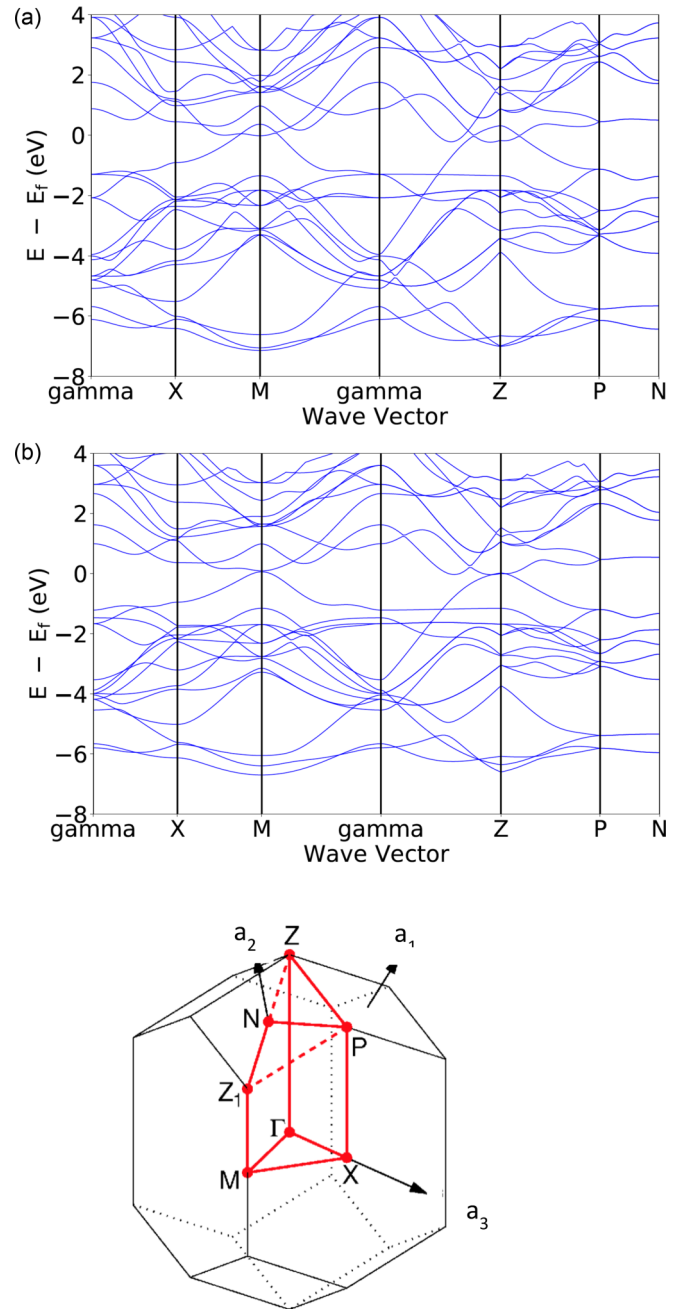 (a)
4
2
0
−2
−4
−6
−8
E − Ef (eV)
gamma X M gamma Z P N
Wave Vector
(b)
4
2
0
−2
−4
−6
−8
E − Ef (eV)
gamma X M gamma Z P N
Wave Vector
a2 Z a1
N
P
Z1
Γ
M X
a3